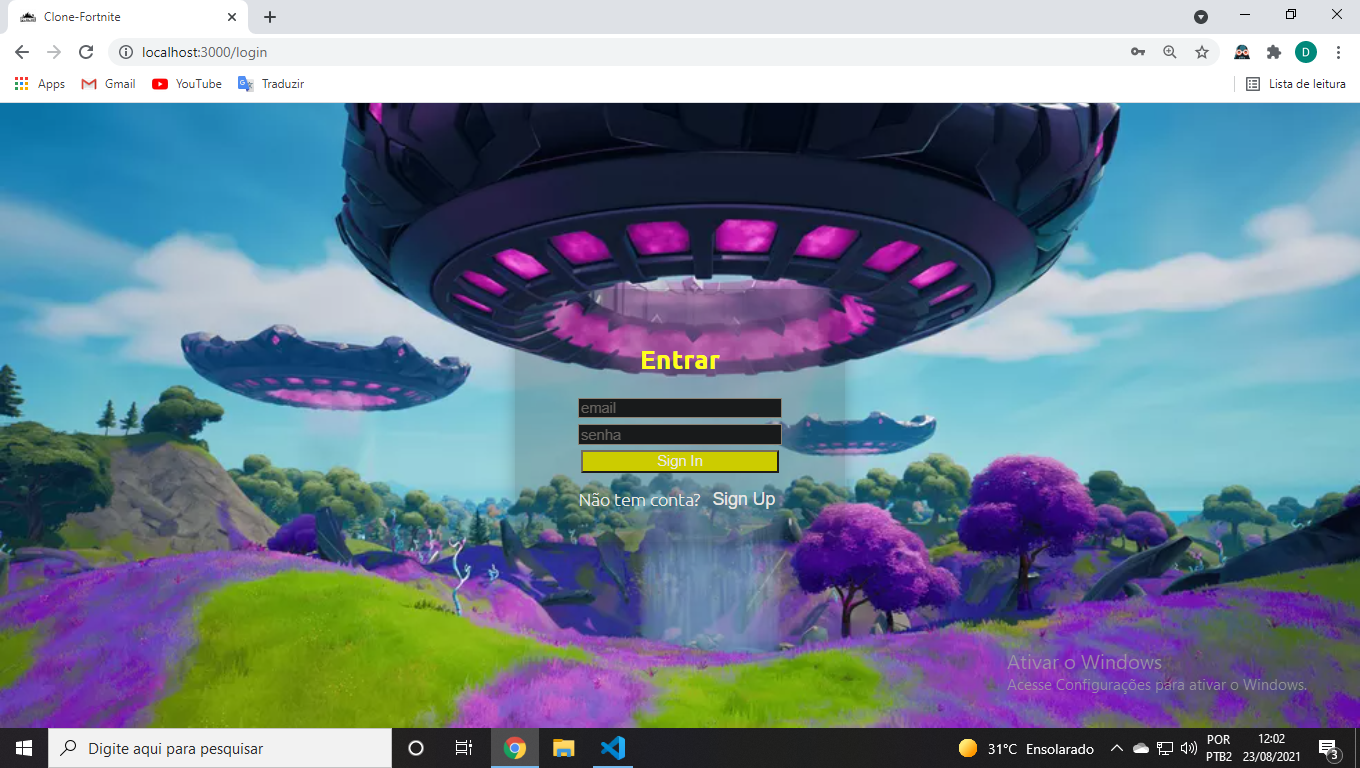 Clone-Fortnite
localhost:3000/login
D
Apps Gmail YouTube Traduzir Lista de leitura
Entrar
email
senha
Sign In
Não tem conta? Sign Up
Ativar o Windows
Acesse Configurações para ativar o Windows.
Digite aqui para pesquisar
31°C Ensolarado
POR
PTB2
12:02
23/08/2021
3